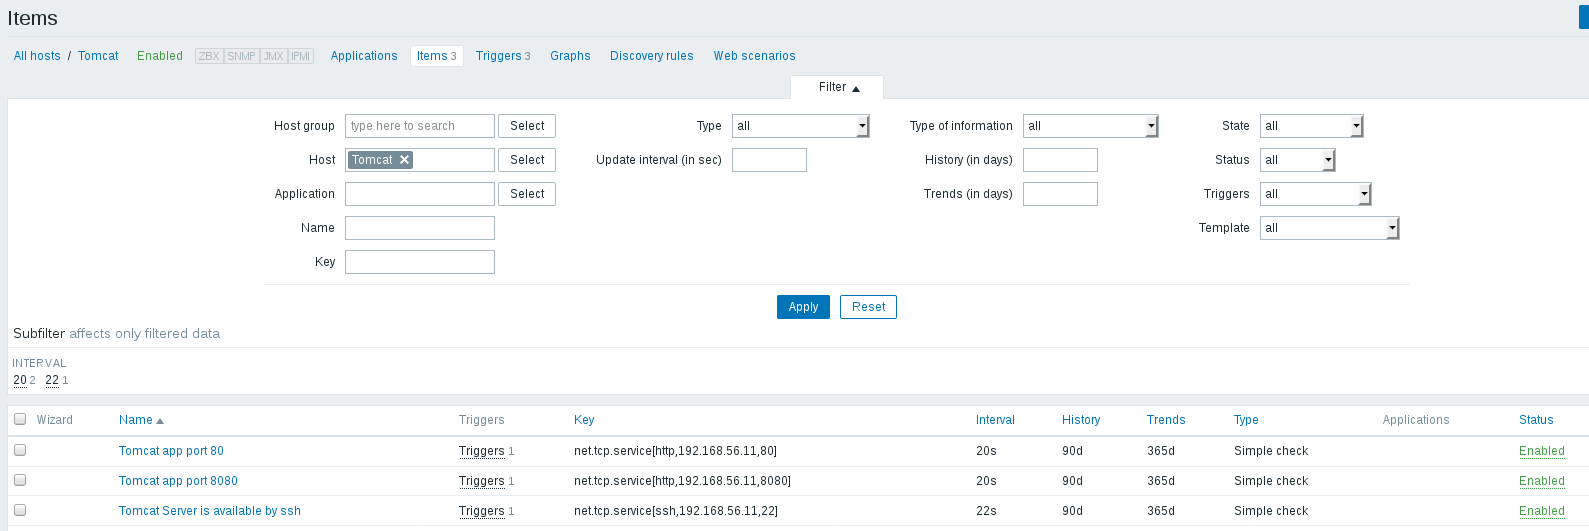 Items
All hosts / Tomcat Enabled ZBX SNMP JMX IPMI Applications Items 3 Triggers 3 Graphs Discovery rules Web scenarios
Filter ▲
Host group type here to search Select Type all Type of information all State all
Host Tomcat ✕ Select Update interval (in sec) History (in days) Status all
Application Select Trends (in days) Triggers all
Name Template all
Key
Apply Reset
Subfilter affects only filtered data
INTERVAL
20 2 22 1
Wizard Name ▲ Triggers Key Interval History Trends Type Applications Status
Tomcat app port 80 Triggers 1 net.tcp.service[http,192.168.56.11,80] 20s 90d 365d Simple check Enabled
Tomcat app port 8080 Triggers 1 net.tcp.service[http,192.168.56.11,8080] 20s 90d 365d Simple check Enabled
Tomcat Server is available by ssh Triggers 1 net.tcp.service[ssh,192.168.56.11,22] 22s 90d 365d Simple check Enabled